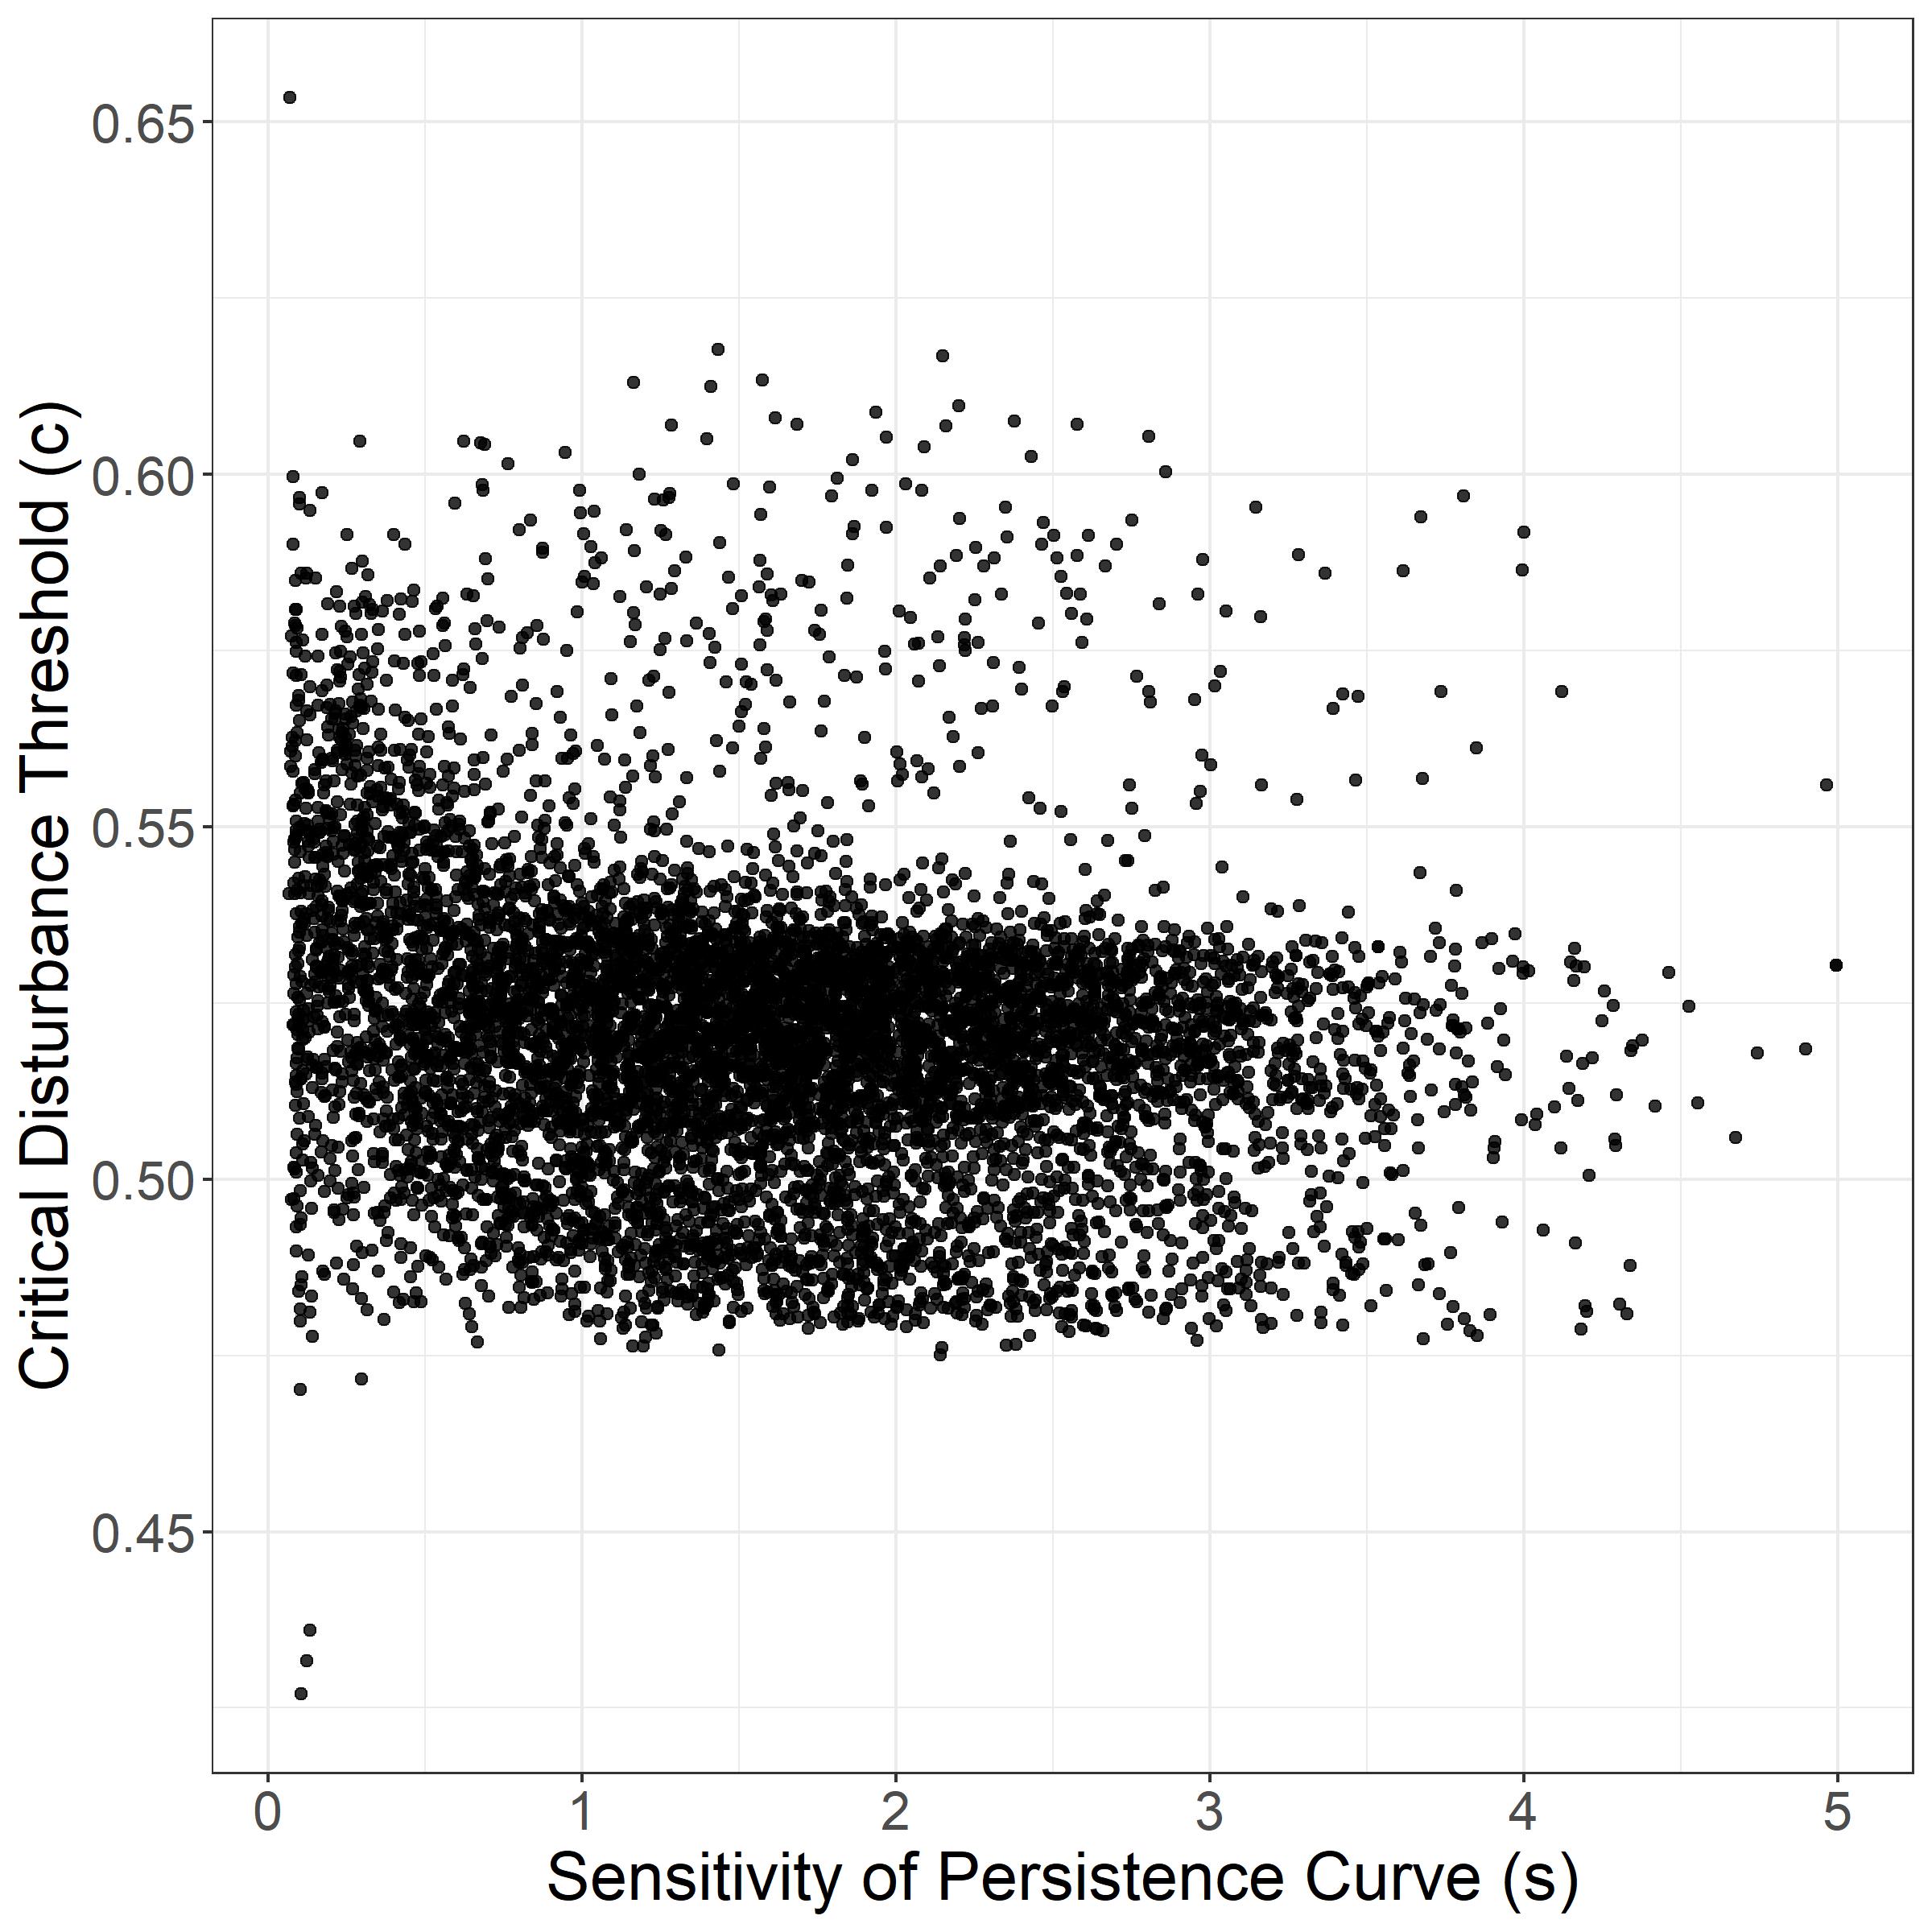 Critical Disturbance Threshold (c)
0.65
0.60
0.55
0.50
0.45
0 1 2 3 4 5
Sensitivity of Persistence Curve (s)